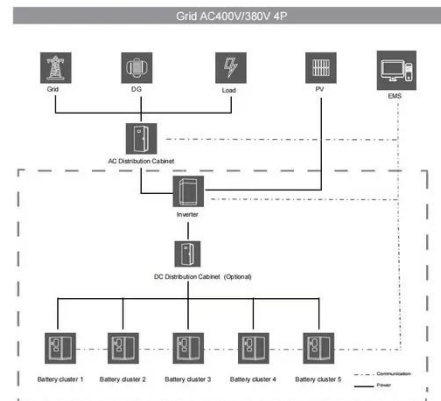 Grid AC400V/380V 4P
Grid
DG
Load
PV
EMS
AC Distribution Cabinet
Inverter
DC Distribution Cabinet (Optional)
Battery cluster 1
Battery cluster 2
Battery cluster 3
Battery cluster 4
Battery cluster 5
Communication
Power